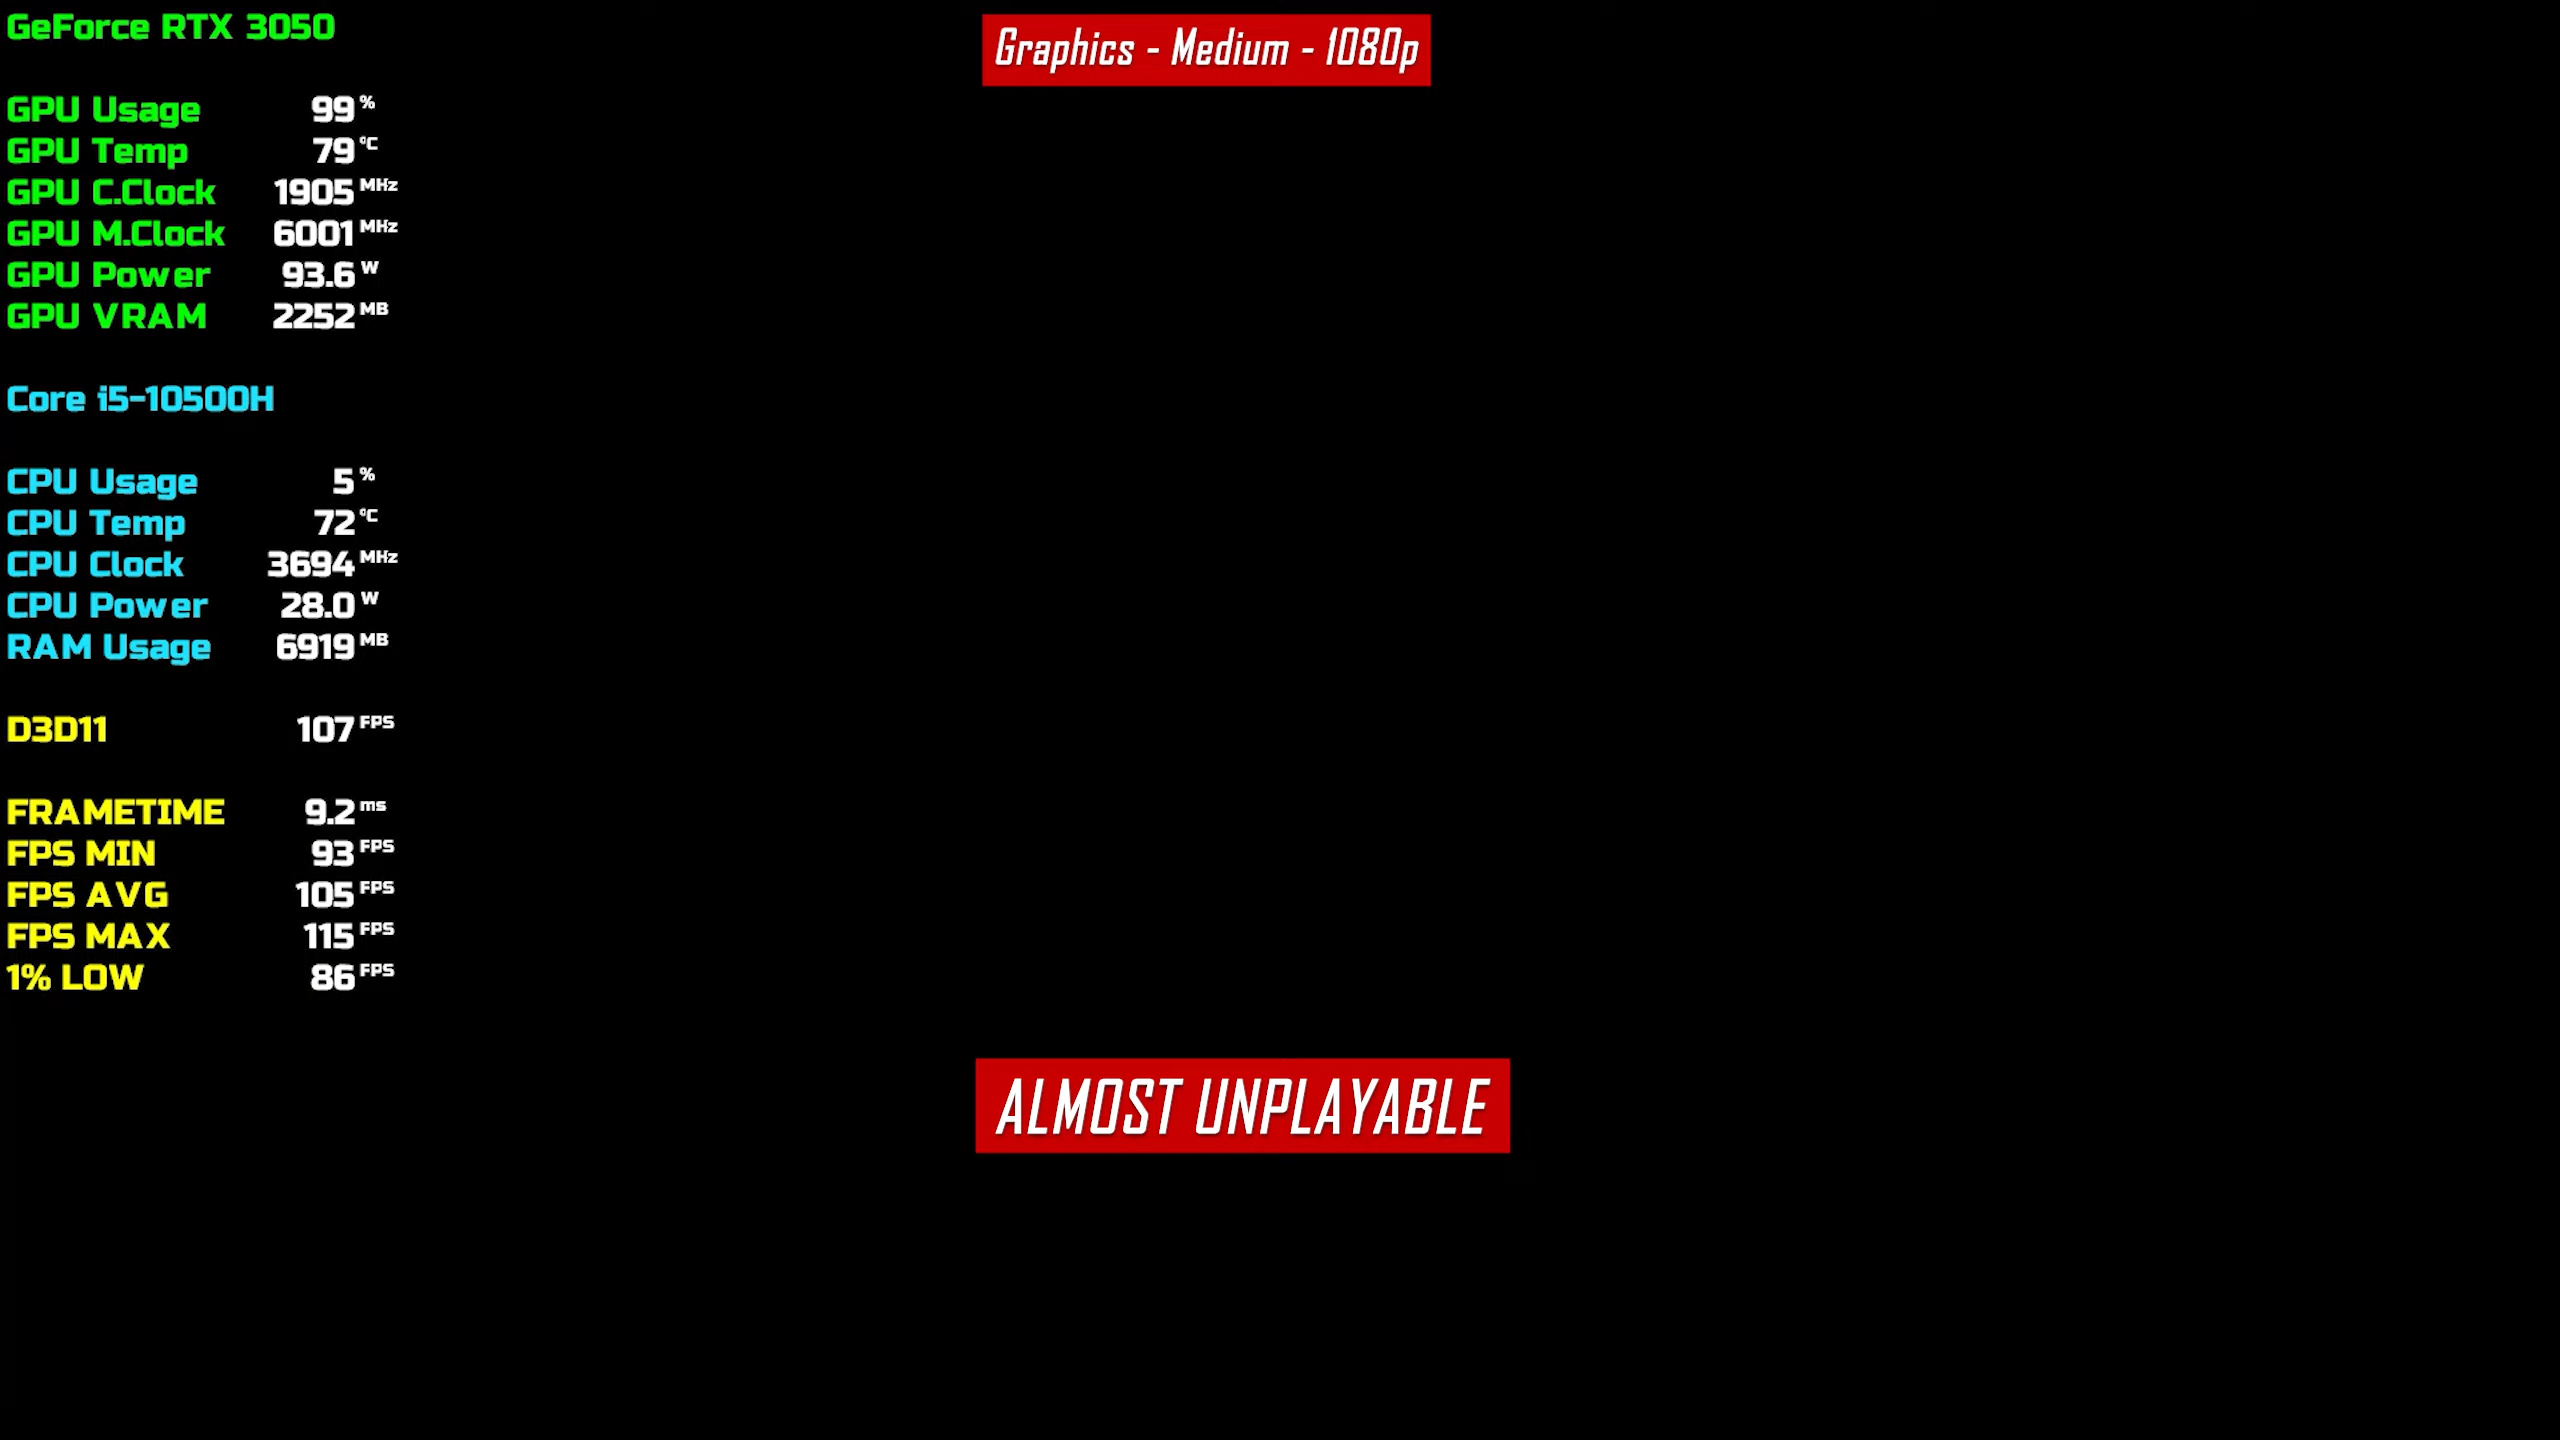 GeForce RTX 3050
Graphics - Medium - 1080p
GPU Usage 99 %
GPU Temp 79 °C
GPU C.Clock 1905 MHz
GPU M.Clock 6001 MHz
GPU Power 93.6 W
GPU VRAM 2252 MB
Core i5-10500H
CPU Usage 5 %
CPU Temp 72 °C
CPU Clock 3694 MHz
CPU Power 28.0 W
RAM Usage 6919 MB
D3D11 107 FPS
FRAMETIME 9.2 ms
FPS MIN 93 FPS
FPS AVG 105 FPS
FPS MAX 115 FPS
1% LOW 86 FPS
ALMOST UNPLAYABLE